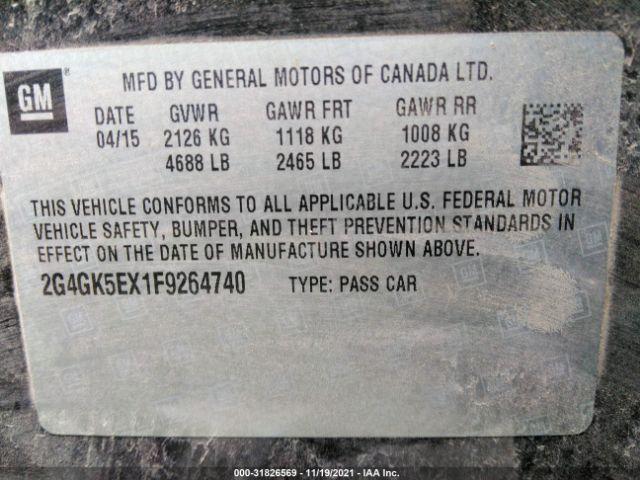 GM
MFD BY GENERAL MOTORS OF CANADA LTD.
DATE GVWR GAWR FRT GAWR RR
04/15 2126 KG 1118 KG 1008 KG
4688 LB 2465 LB 2223 LB
THIS VEHICLE CONFORMS TO ALL APPLICABLE U.S. FEDERAL MOTOR
VEHICLE SAFETY, BUMPER, AND THEFT PREVENTION STANDARDS IN
EFFECT ON THE DATE OF MANUFACTURE SHOWN ABOVE.
2G4GK5EX1F9264740 TYPE: PASS CAR
000-31826569 - 11/19/2021 - IAA Inc.